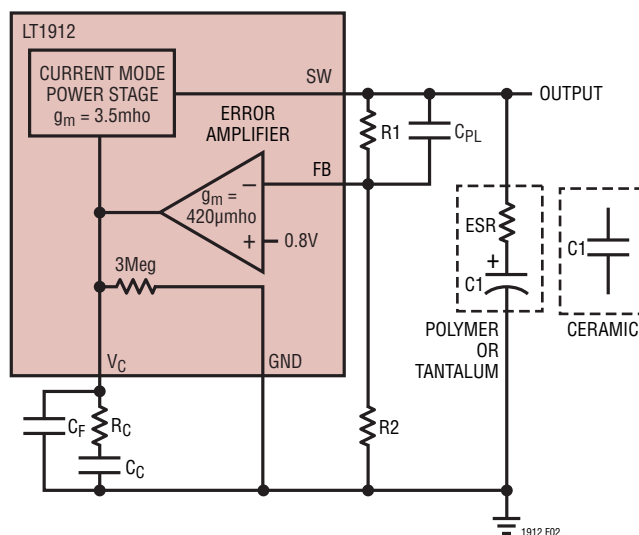 LT1912
CURRENT MODE
POWER STAGE
gm = 3.5mho
SW
OUTPUT
ERROR
AMPLIFIER
R1
CPL
FB
gm =
420µmho
–
+
0.8V
ESR
+
C1
C1
3Meg
POLYMER
OR
TANTALUM
CERAMIC
VC
GND
CF
RC
CC
R2
1912 F02